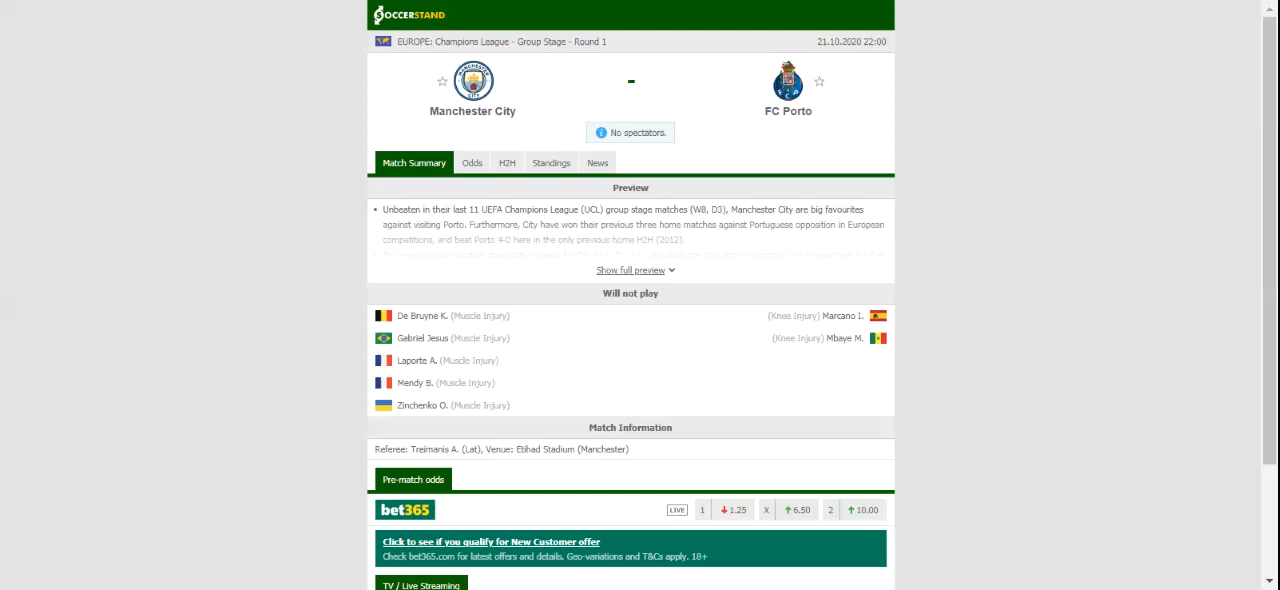 SOCCERSTAND
EUROPE: Champions League - Group Stage - Round 1 21.10.2020 22:00
-
Manchester City FC Porto
No spectators.
Match Summary Odds H2H Standings News
Preview
• Unbeaten in their last 11 UEFA Champions League (UCL) group stage matches (W8, D3), Manchester City are big favourites
against visiting Porto. Furthermore, City have won their previous three home matches against Portuguese opposition in European
competitions, and beat Porto 4-0 here in the only previous home H2H (2012).
Show full preview
Will not play
De Bruyne K. (Muscle Injury) (Knee Injury) Marcano I.
Gabriel Jesus (Muscle Injury) (Knee Injury) Mbaye M.
Laporte A. (Muscle Injury)
Mendy B. (Muscle Injury)
Zinchenko O. (Muscle Injury)
Match Information
Referee: Treimanis A. (Lat), Venue: Etihad Stadium (Manchester)
Pre-match odds
bet365 LIVE 1 1.25 X 6.50 2 10.00
Click to see if you qualify for New Customer offer
Check bet365.com for latest offers and details. Geo-variations and T&Cs apply. 18+
TV / Live Streaming